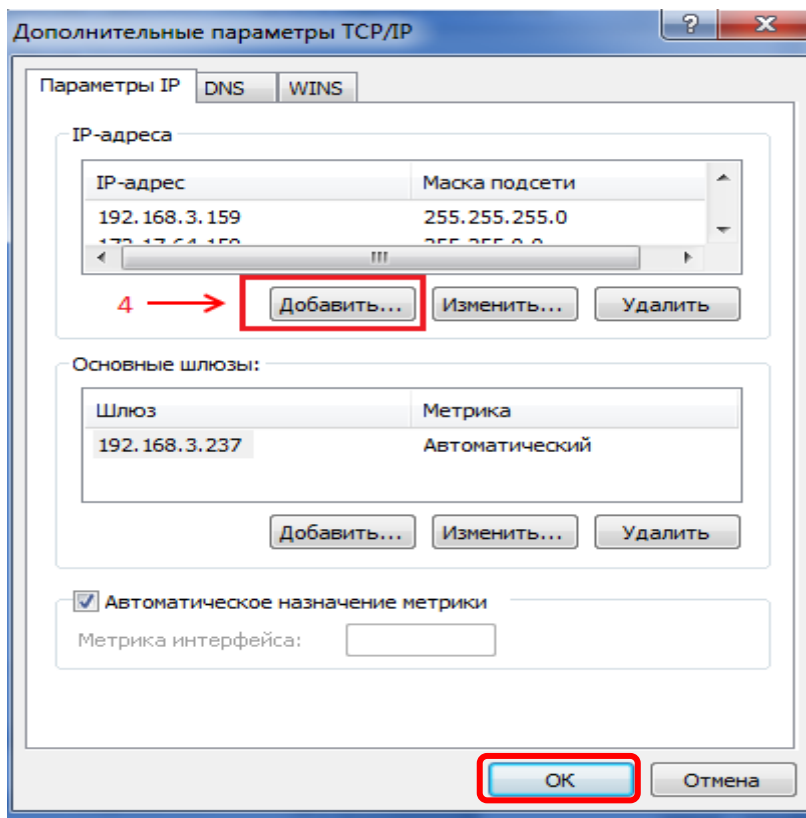 Дополнительные параметры TCP/IP
Параметры IP DNS WINS
IP-адреса
IP-адрес Маска подсети
192.168.3.159 255.255.255.0
4 Добавить... Изменить... Удалить
Основные шлюзы:
Шлюз Метрика
192.168.3.237 Автоматический
Добавить... Изменить... Удалить
Автоматическое назначение метрики
Метрика интерфейса:
ОК Отмена